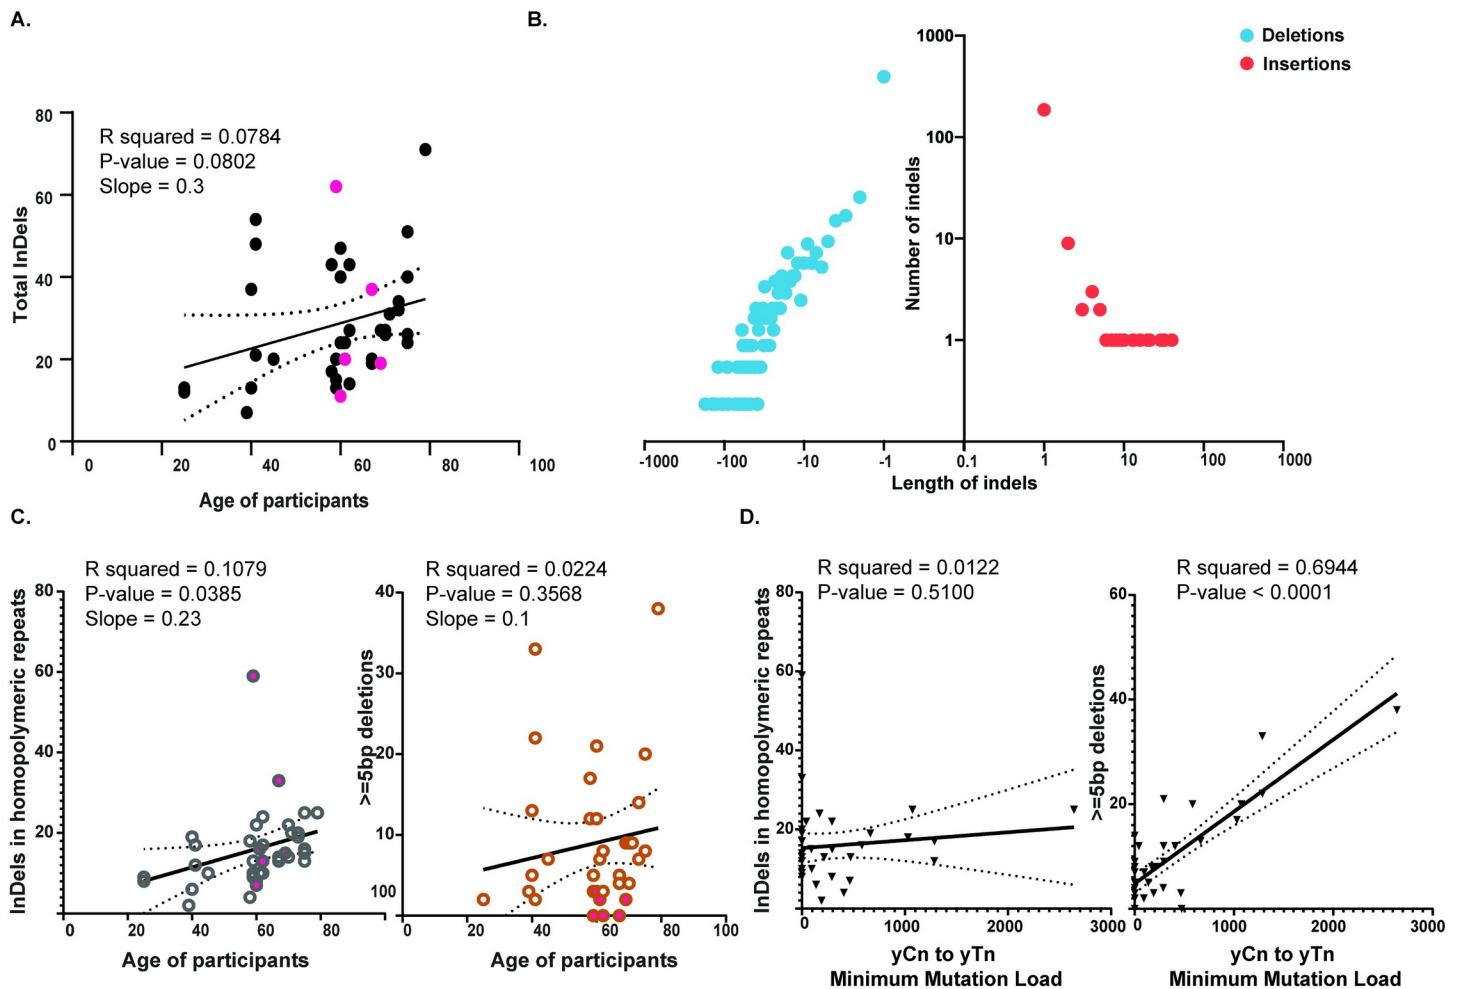 A.
B.
R squared = 0.0784
P-value = 0.0802
Slope = 0.3
Total InDels
80
60
40
20
0
0 20 40 60 80 100
Age of participants
Deletions
Insertions
Number of indels
1000
100
10
1
-1000 -100 -10 -1 0.1 1 10 100 1000
Length of indels
C.
D.
R squared = 0.1079
P-value = 0.0385
Slope = 0.23
InDels in homopolymeric repeats
80
60
40
20
0 20 40 60 80
100
Age of participants
R squared = 0.0224
P-value = 0.3568
Slope = 0.1
>=5bp deletions
40
30
20
10
0 20 40 60 80 100
Age of participants
R squared = 0.0122
P-value = 0.5100
InDels in homopolymeric repeats
80
60
40
20
0 1000 2000 3000
yCn to yTn
Minimum Mutation Load
R squared = 0.6944
P-value < 0.0001
>=5bp deletions
60
40
20
0 1000 2000 3000
yCn to yTn
Minimum Mutation Load